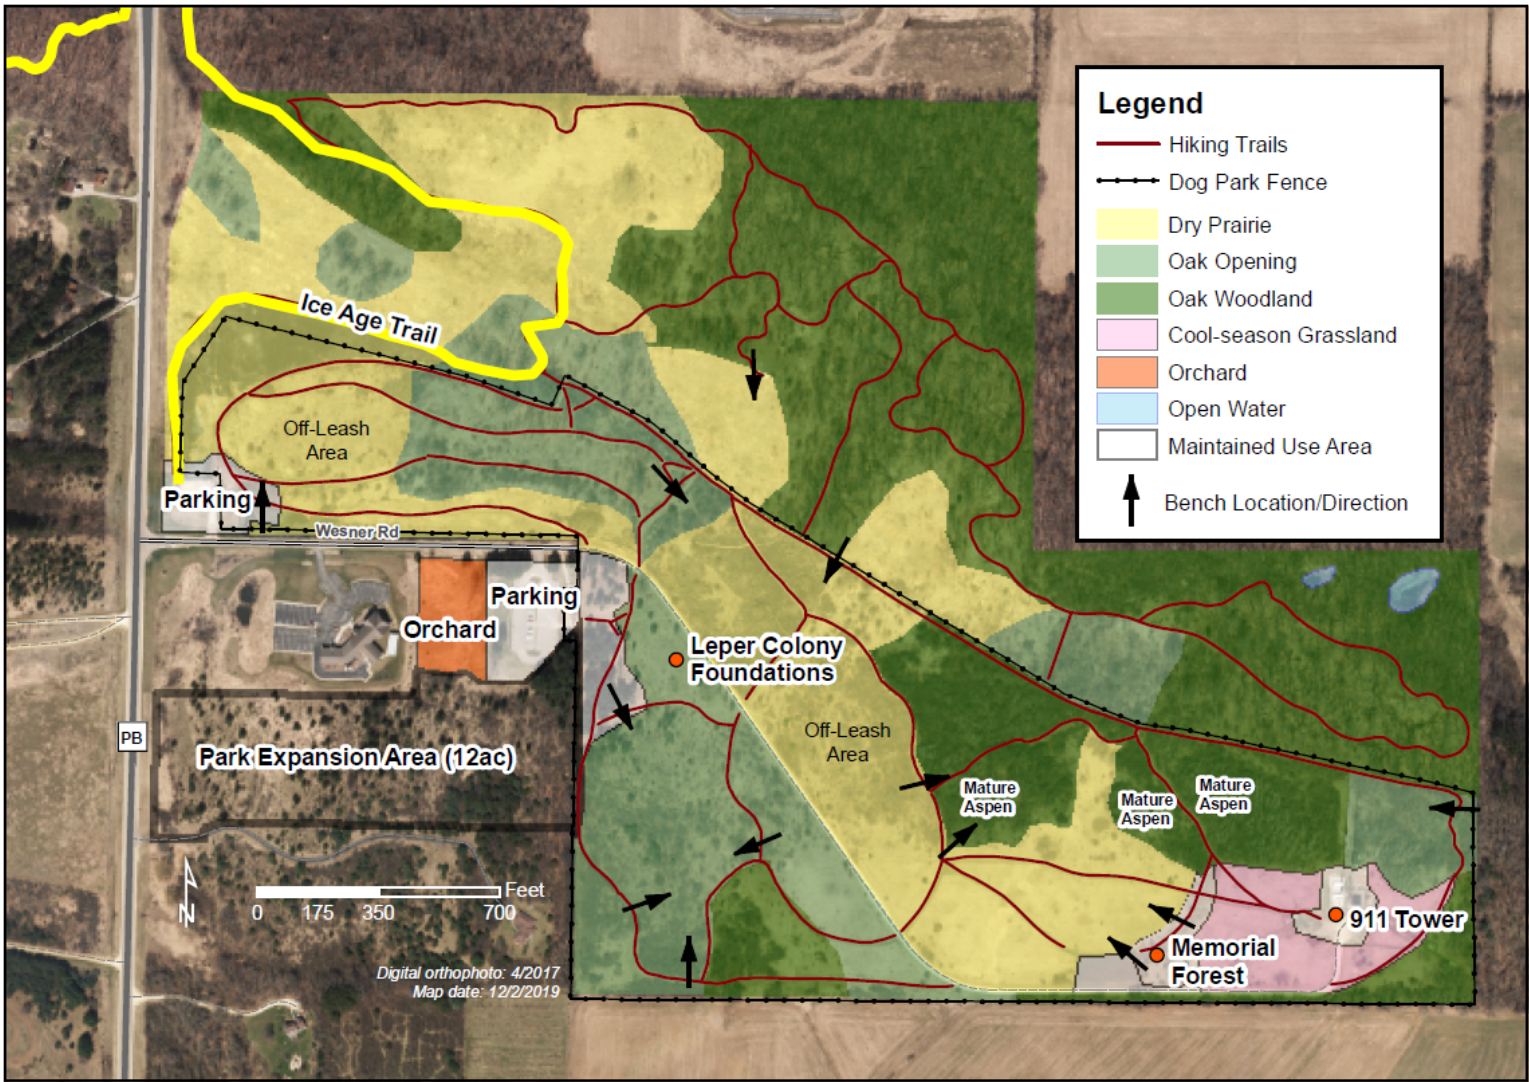 Legend
Hiking Trails
Dog Park Fence
Dry Prairie
Oak Opening
Oak Woodland
Cool-season Grassland
Orchard
Open Water
Maintained Use Area
Bench Location/Direction
Ice Age Trail
Off-Leash
Area
Parking
Wesner Rd
Parking
Orchard
Leper Colony
Foundations
Off-Leash
Area
PB
Park Expansion Area (12ac)
Mature
Aspen
Mature
Aspen
Mature
Aspen
N
Feet
0 175 350 700
911 Tower
Memorial
Forest
Digital orthophoto: 4/2017
Map date: 12/2/2019